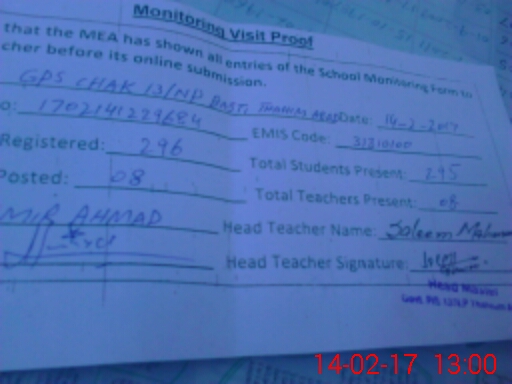 Monitoring Visit Proof
that the MEA has shown all entries of the School Monitoring Form to
cher before its online submission.
GPS CHAK 13/NP BASTI Date: 14-2-2017
o: 1702141229684 EMIS Code:
Registered: 296 Total Students Present: 295
Posted: 08 Total Teachers Present: 08
MIR AHMAD Head Teacher Name: Saleem
Head Teacher Signature:
14-02-17 13:00